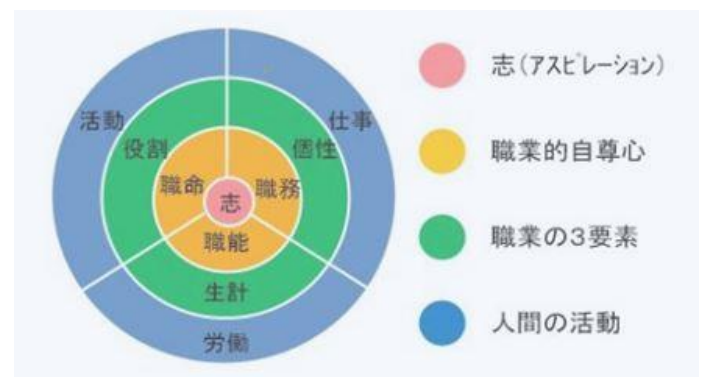 活動
仕事
役割
個性
職命
職務
志
職能
生計
労働
志(アスピレーション)
職業的自尊心
職業の3要素
人間の活動